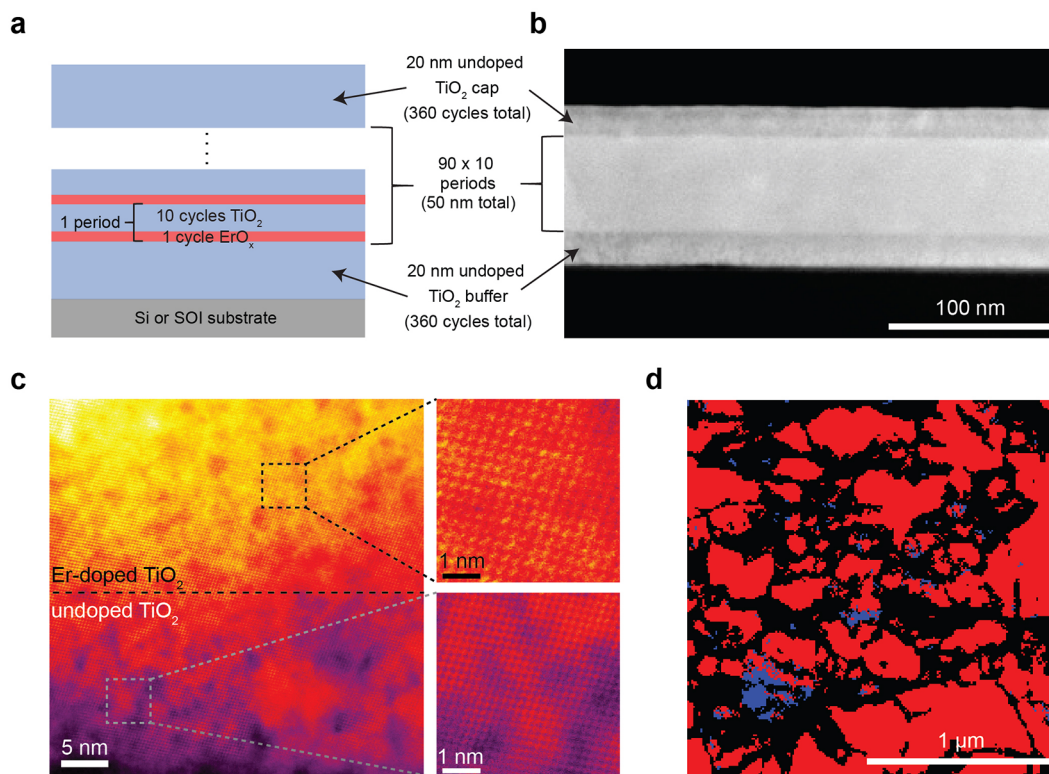 a
20 nm undoped
TiO₂ cap
(360 cycles total)
90 x 10
periods
(50 nm total)
1 period
10 cycles TiO₂
1 cycle ErOₓ
20 nm undoped
TiO₂ buffer
(360 cycles total)
Si or SOI substrate
b
100 nm
c
Er-doped TiO₂
undoped TiO₂
5 nm
1 nm
1 nm
d
1 µm